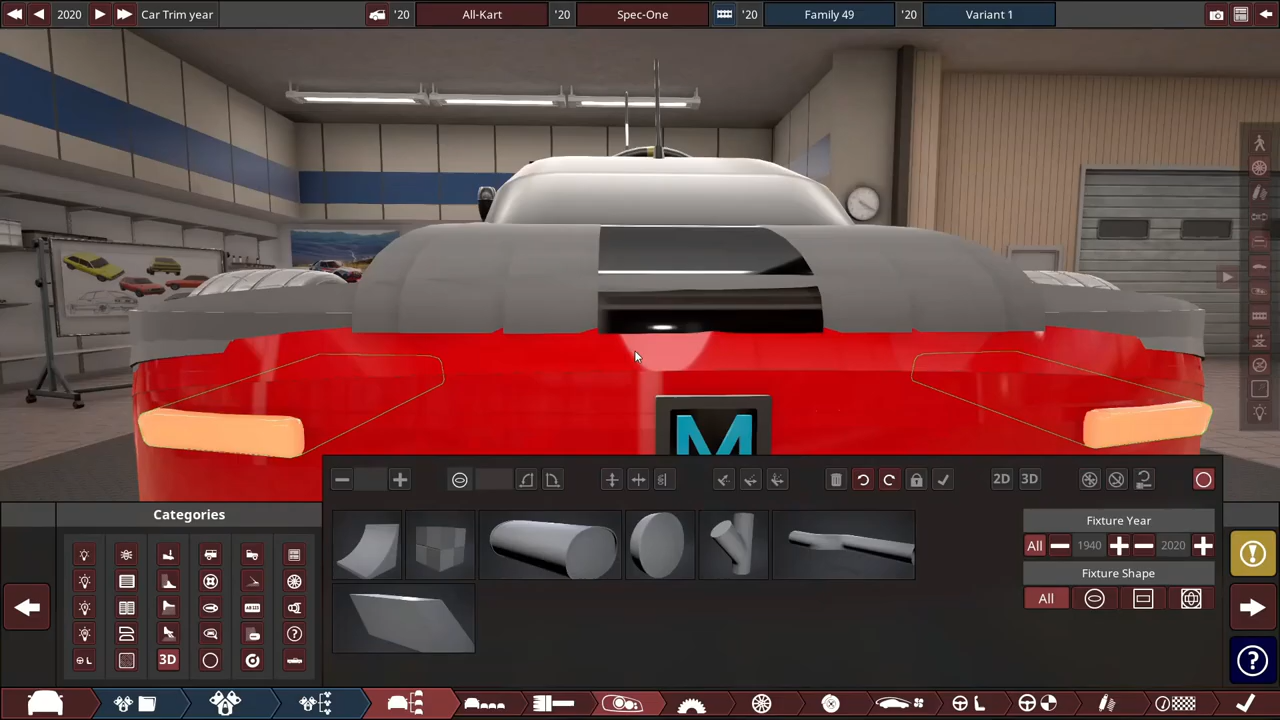 2020 Car Trim year '20 All-Kart '20 Spec-One '20 Family 49 '20 Variant 1
M
2D 3D
Categories
Fixture Year
All 1940 2020
Fixture Shape
All
L 3D
?